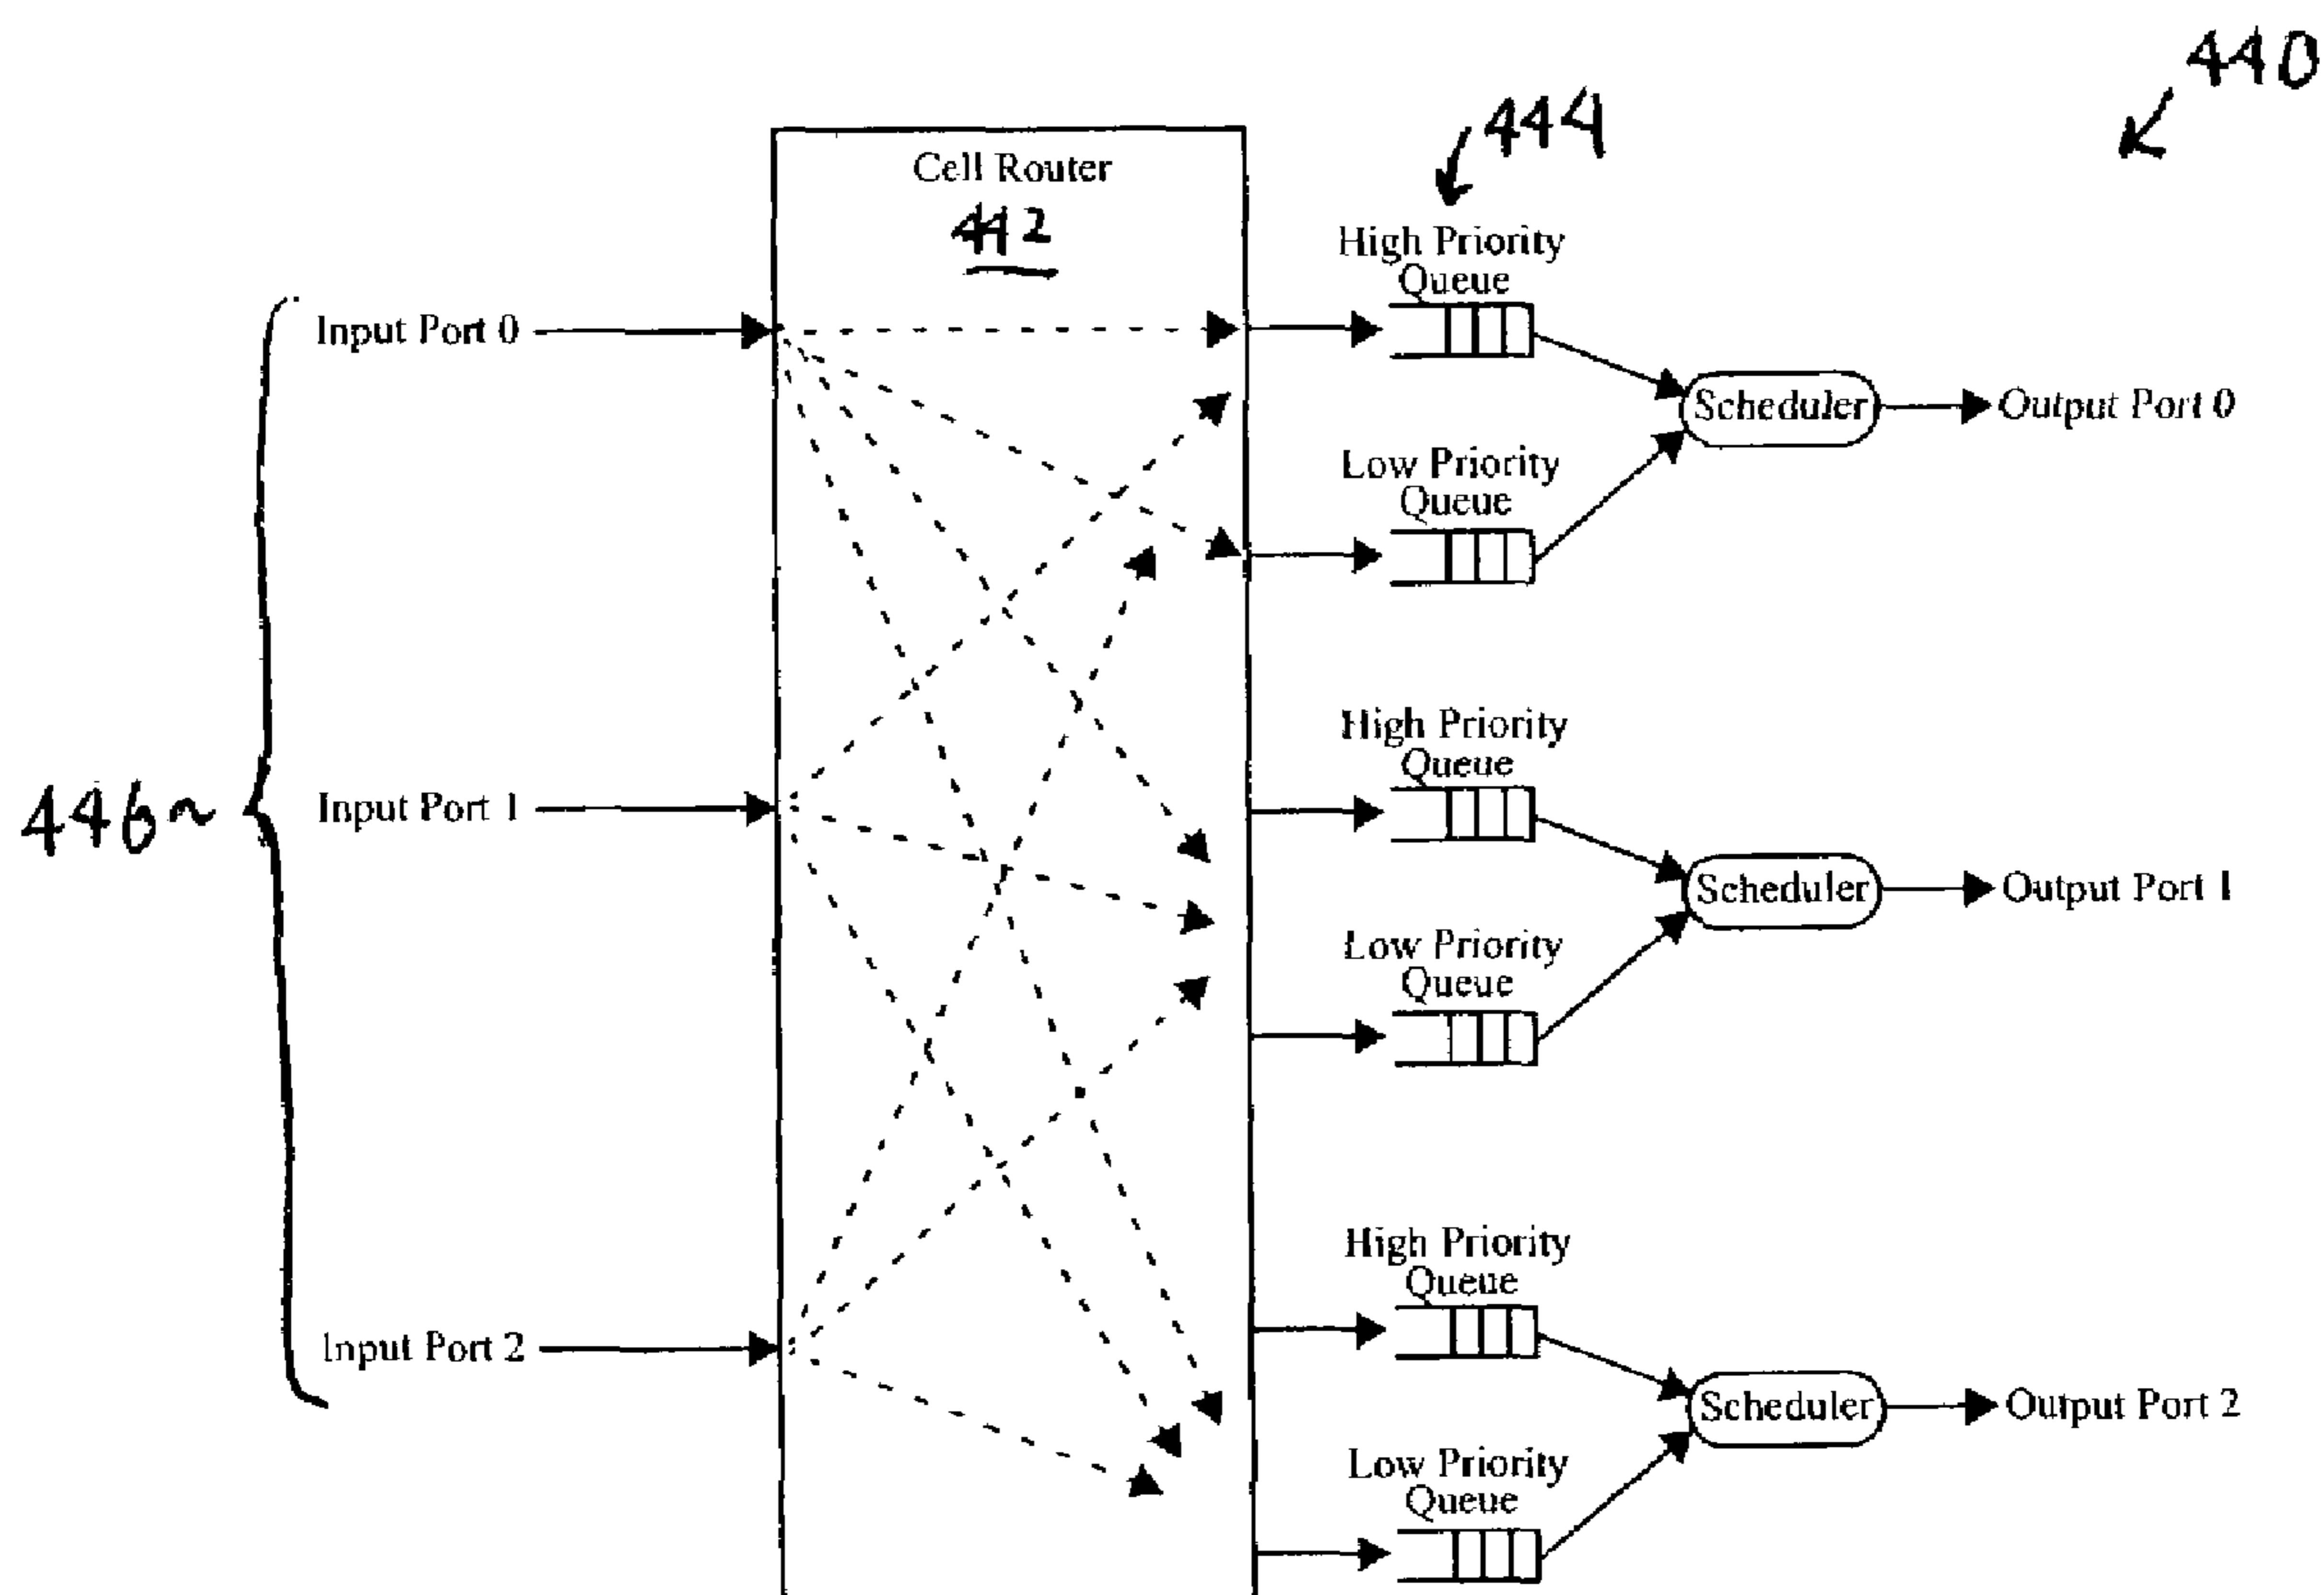 440
444
Cell Router
442
High Priority
Queue
Input Port 0
Scheduler
Output Port 0
Low Priority
Queue
High Priority
Queue
446~
Input Port 1
Scheduler
Output Port 1
Low Priority
Queue
High Priority
Queue
Input Port 2
Scheduler
Output Port 2
Low Priority
Queue